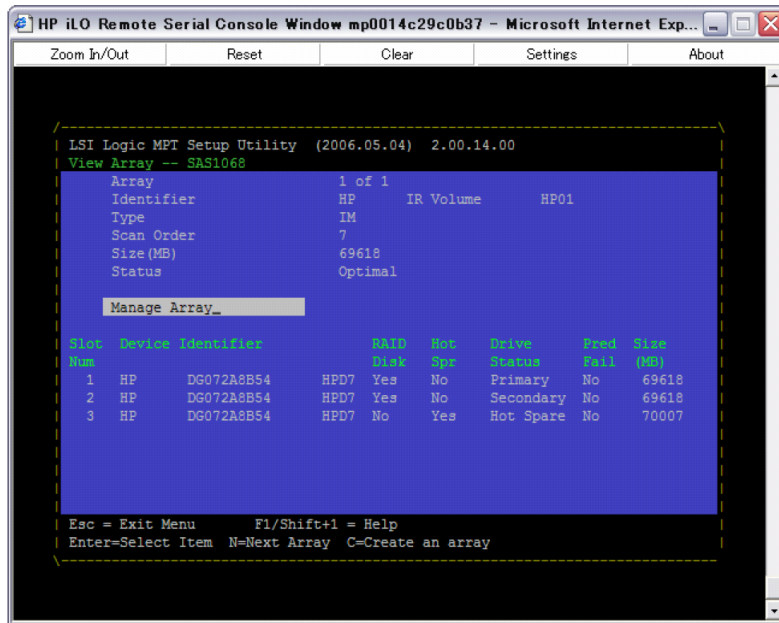 HP iLO Remote Serial Console Window mp0014c29c0b37 - Microsoft Internet Exp...
Zoom In/Out Reset Clear Settings About
LSI Logic MPT Setup Utility (2006.05.04) 2.00.14.00
View Array -- SAS1068
Array 1 of 1
Identifier HP IR Volume HP01
Type IM
Scan Order 7
Size(MB) 69618
Status Optimal
Manage Array_
Slot Device Identifier RAID Hot Drive Pred Size
Num Disk Spr Status Fail (MB)
1 HP DG072A8B54 HPD7 Yes No Primary No 69618
2 HP DG072A8B54 HPD7 Yes No Secondary No 69618
3 HP DG072A8B54 HPD7 No Yes Hot Spare No 70007
Esc = Exit Menu F1/Shift+1 = Help
Enter=Select Item N=Next Array C=Create an array